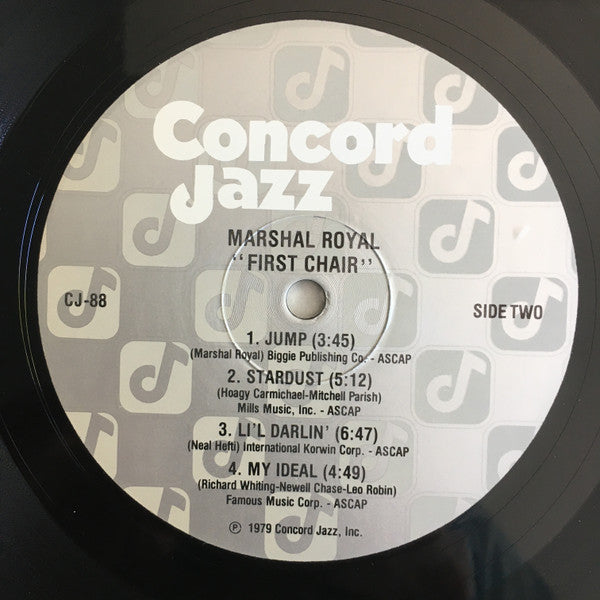 Concord
Jazz
MARSHAL ROYAL
"FIRST CHAIR"
CJ-88
SIDE TWO
1. JUMP (3:45)
(Marshal Royal) Biggie Publishing Co. - ASCAP
2. STARDUST (5:12)
(Hoagy Carmichael-Mitchell Parish)
Mills Music, Inc. - ASCAP
3. LI'L DARLIN' (6:47)
(Neal Hefti) International Korwin Corp. - ASCAP
4. MY IDEAL (4:49)
(Richard Whiting-Newell Chase-Leo Robin)
Famous Music Corp. - ASCAP
℗ 1979 Concord Jazz, Inc.